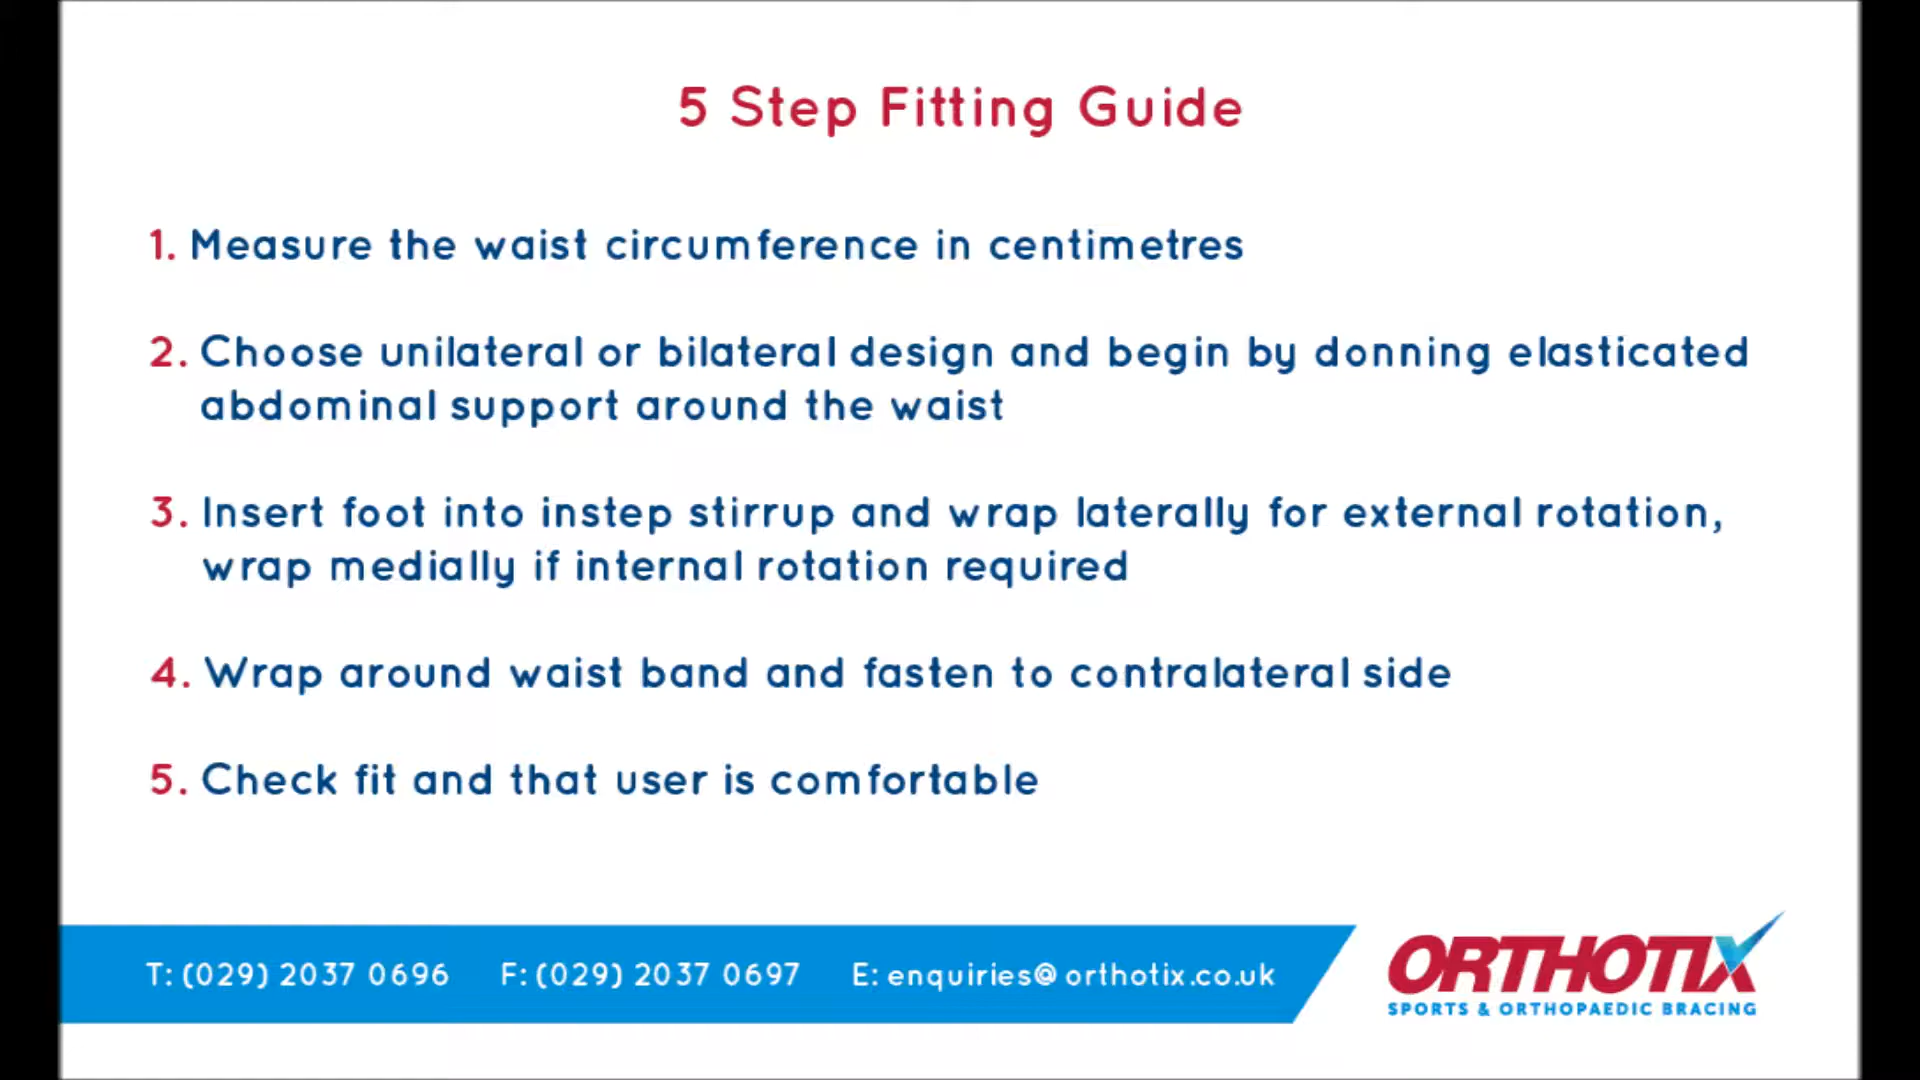 5 Step Fitting Guide
1. Measure the waist circumference in centimetres
2. Choose unilateral or bilateral design and begin by donning elasticated
abdominal support around the waist
3. Insert foot into instep stirrup and wrap laterally for external rotation,
wrap medially if internal rotation required
4. Wrap around waist band and fasten to contralateral side
5. Check fit and that user is comfortable
T: (029) 2037 0696 F: (029) 2037 0697 E: enquiries@orthotix.co.uk
ORTHOTIX
SPORTS & ORTHOPAEDIC BRACING